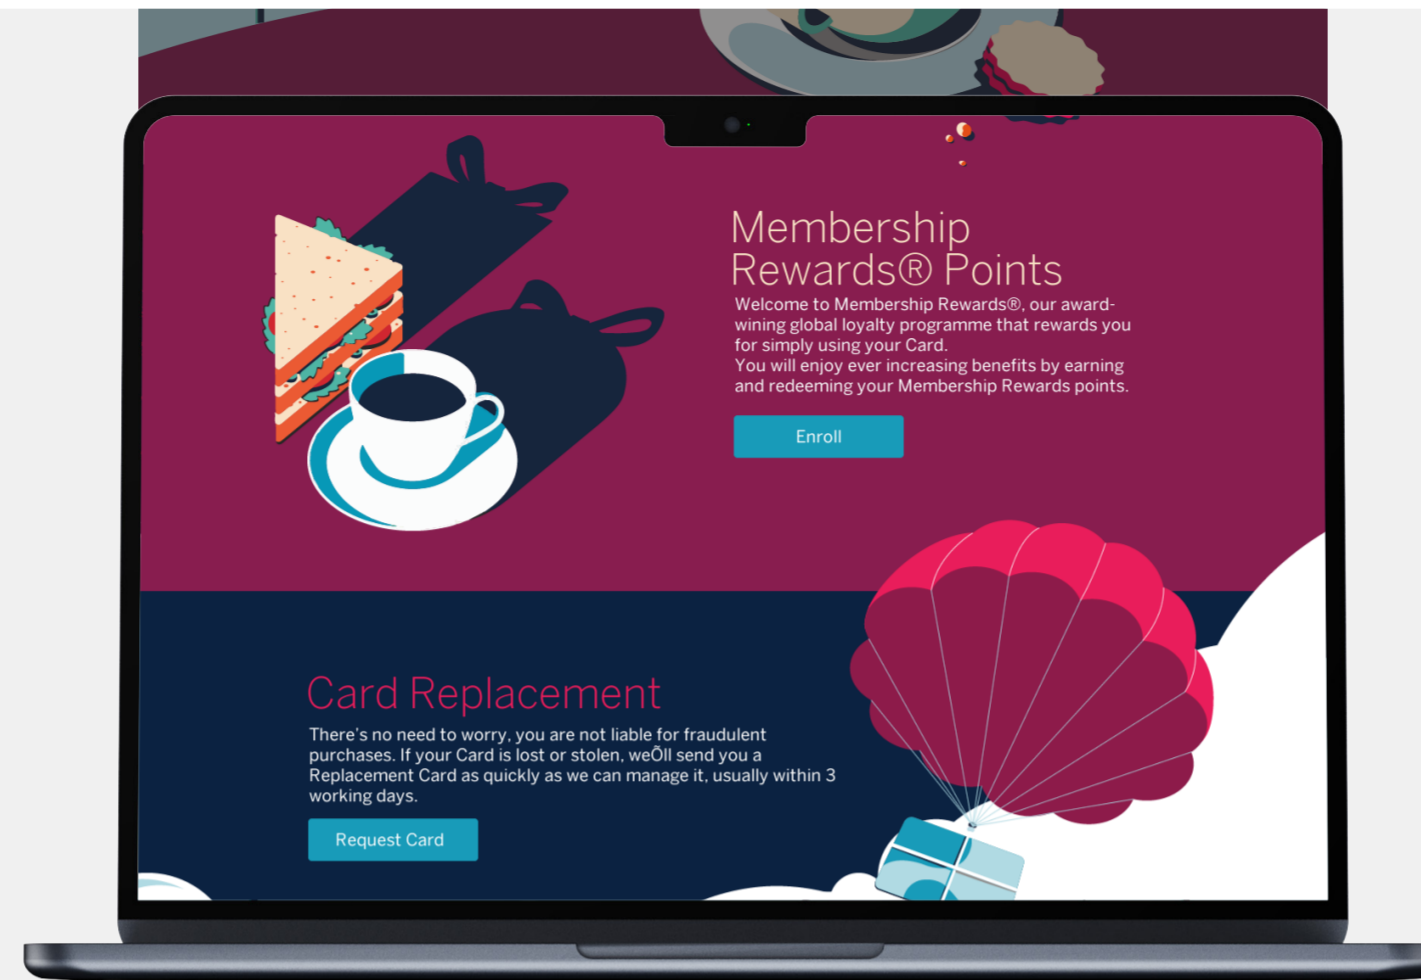 Membership
Rewards® Points
Welcome to Membership Rewards®, our award-
wining global loyalty programme that rewards you
for simply using your Card.
You will enjoy ever increasing benefits by earning
and redeeming your Membership Rewards points.
Enroll
Card Replacement
There's no need to worry, you are not liable for fraudulent
purchases. If your Card is lost or stolen, weÕll send you a
Replacement Card as quickly as we can manage it, usually within 3
working days.
Request Card